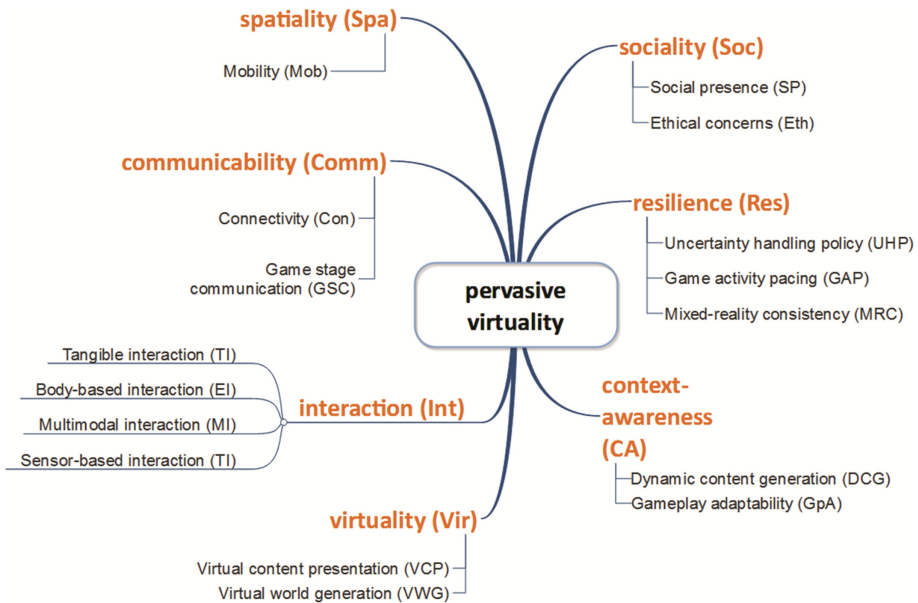 spatiality (Spa)
Mobility (Mob)
communicability (Comm)
Connectivity (Con)
Game stage
communication (GSC)
interaction (Int)
Tangible interaction (TI)
Body-based interaction (EI)
Multimodal interaction (MI)
Sensor-based interaction (TI)
virtuality (Vir)
Virtual content presentation (VCP)
Virtual world generation (VWG)
pervasive
virtuality
sociality (Soc)
Social presence (SP)
Ethical concerns (Eth)
resilience (Res)
Uncertainty handling policy (UHP)
Game activity pacing (GAP)
Mixed-reality consistency (MRC)
context-
awareness
(CA)
Dynamic content generation (DCG)
Gameplay adaptability (GpA)